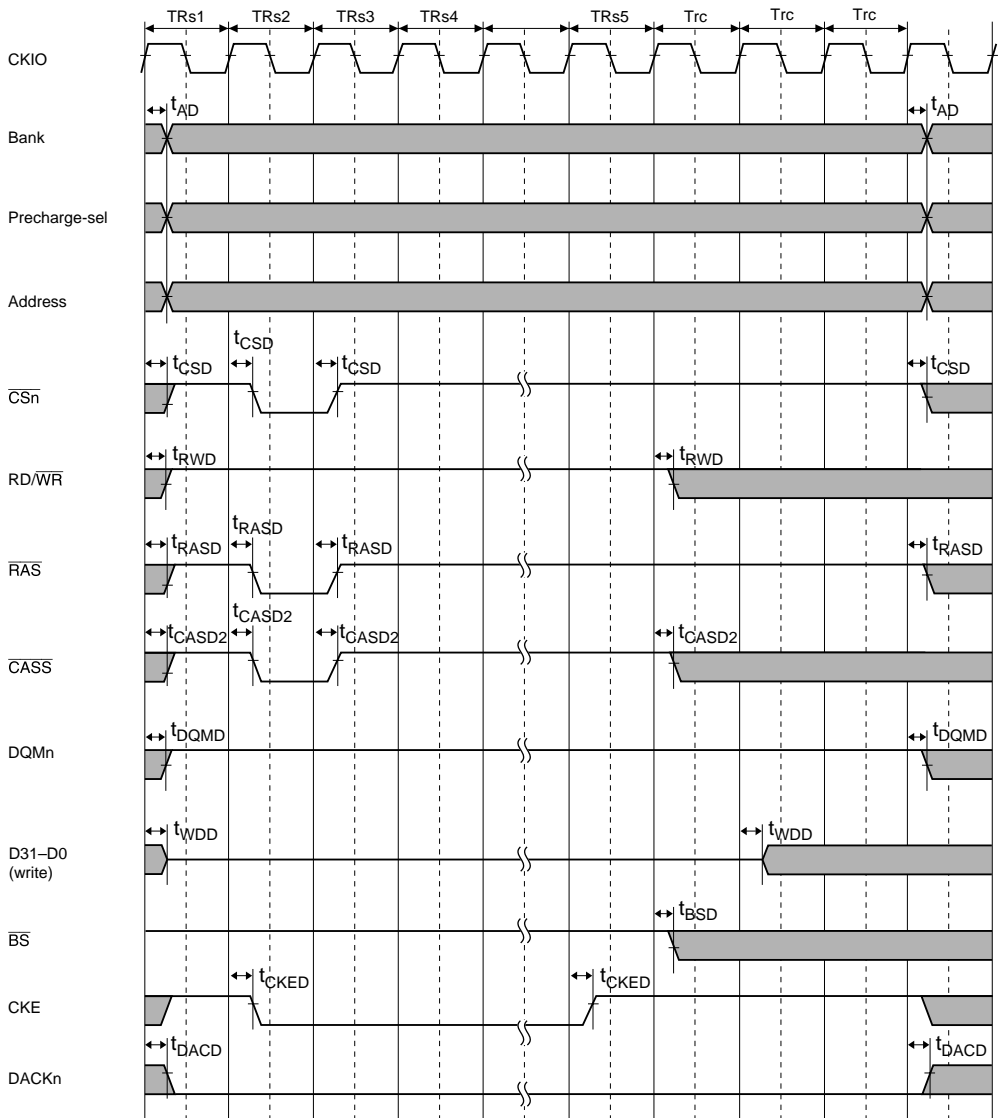 TRs1 TRs2 TRs3 TRs4 TRs5 Trc Trc Trc
CKIO
tAD tAD
Bank
Precharge-sel
Address
tCSD
tCSD tCSD tCSD
CSn
tRWD tRWD
RD/WR
tRASD
tRASD tRASD tRASD
RAS
tCASD2
tCASD2 tCASD2 tCASD2
CASS
tDQMD tDQMD
DQMn
tWDD tWDD
D31–D0
(write)
tBSD
BS
tCKED tCKED
CKE
tDACD tDACD
DACKn